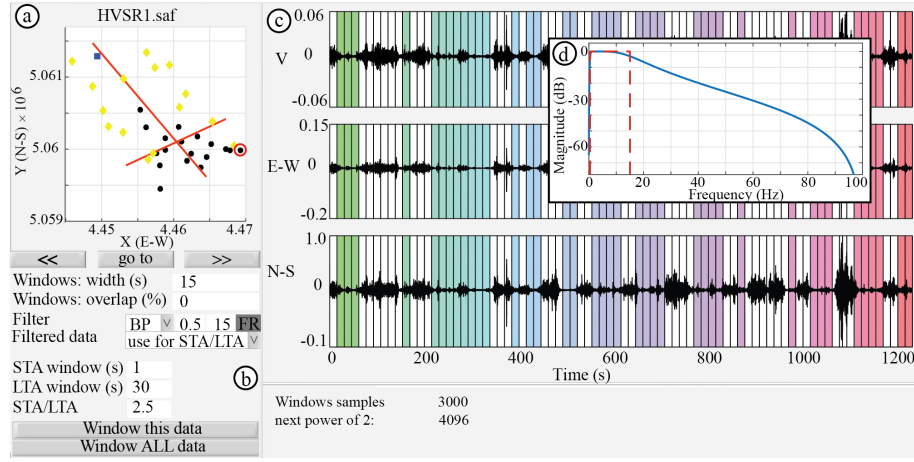 a
HVSR1.saf
Y (N-S) × 10^6
5.061
5.06
5.059
4.45
4.46
4.47
X (E-W)
<<
go to
>>
Windows: width (s)
15
Windows: overlap (%)
0
Filter
BP
0.5
15
FR
Filtered data
use for STA/LTA
STA window (s)
1
b
LTA window (s)
30
STA/LTA
2.5
Window this data
Window ALL data
c
0.06
V
0
-0.06
0.15
E-W
0
-0.2
1.0
N-S
0
-0.1
0
200
400
600
800
1000
1200
Time (s)
d
Magnitude (dB)
0
-30
-60
0
20
40
60
80
100
Frequency (Hz)
Windows samples
3000
next power of 2:
4096